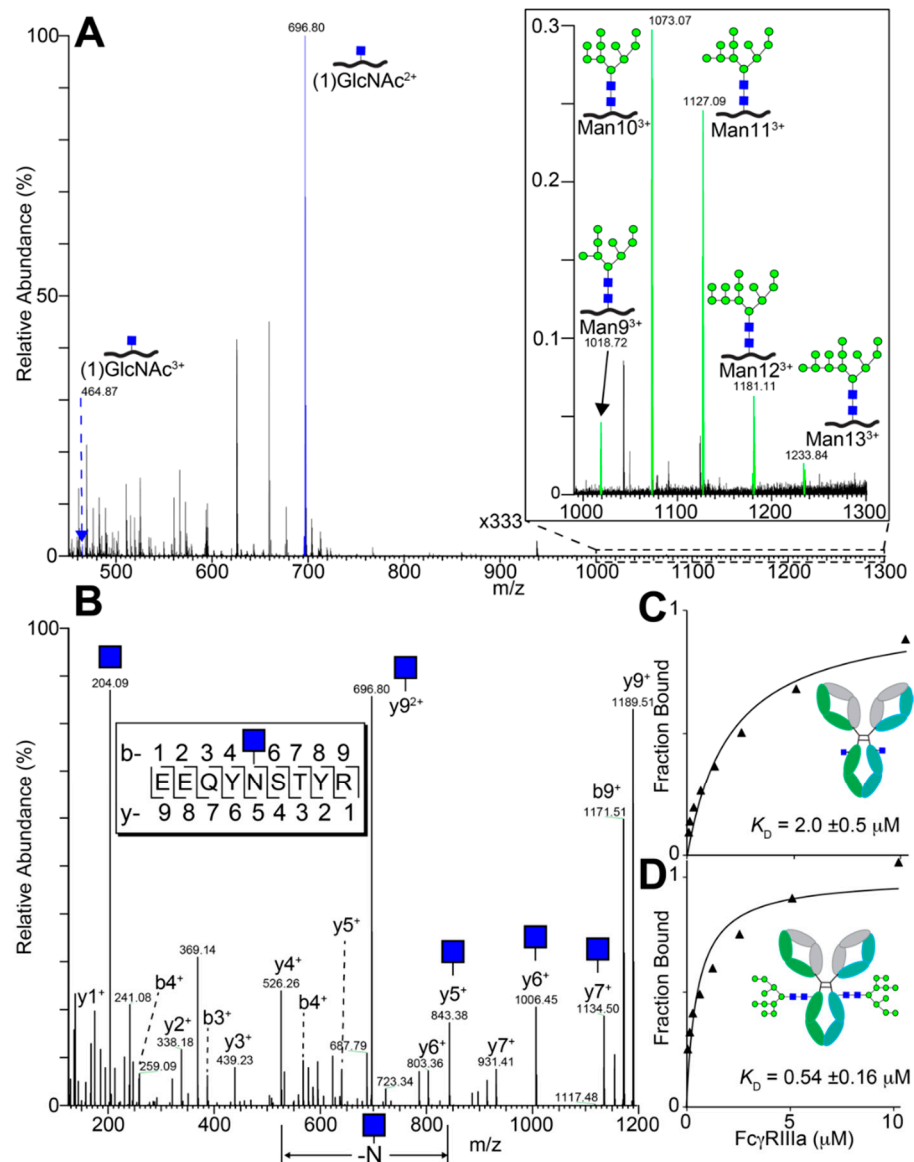 A
Relative Abundance (%)
100
50
0
696.80
(1)GlcNAc2+
(1)GlcNAc3+
464.87
500 600 700 800 900 1000 1100 1200 1300
m/z
x333
0.3
0.2
0.1
0
1073.07
Man10³⁺
1127.09
Man11³⁺
Man9³⁺
1018.72
Man12³⁺
1181.11
Man13³⁺
1233.84
1000 1100 1200 1300
B
Relative Abundance (%)
100
50
0
204.09
696.80
y9²⁺
y9⁺
1189.51
b9⁺
1171.51
b- 1 2 3 4 6 7 8 9
E E Q Y N S T Y R
y- 9 8 7 6 5 4 3 2 1
y1⁺
241.08
b4⁺
259.09
y2⁺
338.18
369.14
b3⁺
y3⁺
439.23
y4⁺
526.26
b4⁺
y5⁺
687.79
723.34
y6⁺
803.36
y5⁺
843.38
y7⁺
931.41
y6⁺
1006.45
y7⁺
1134.50
1117.48
200 400 600 800 1000 1200
m/z
-N
C
Fraction Bound
1
0
K_D = 2.0 ±0.5 μM
D
Fraction Bound
1
0
K_D = 0.54 ±0.16 μM
0 5 10
FcγRIIIa (μM)